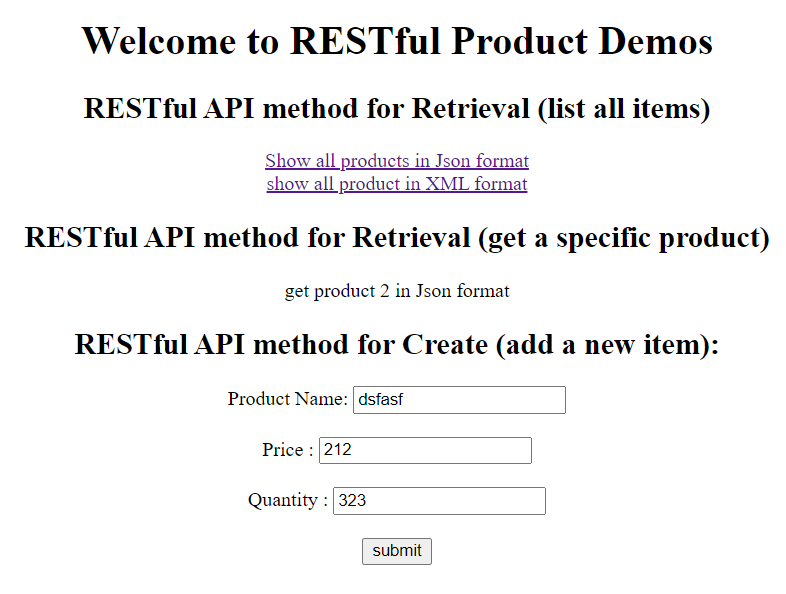 Welcome to RESTful Product Demos
RESTful API method for Retrieval (list all items)
Show all products in Json format
show all product in XML format
RESTful API method for Retrieval (get a specific product)
get product 2 in Json format
RESTful API method for Create (add a new item):
Product Name: dsfasf
Price : 212
Quantity : 323
submit